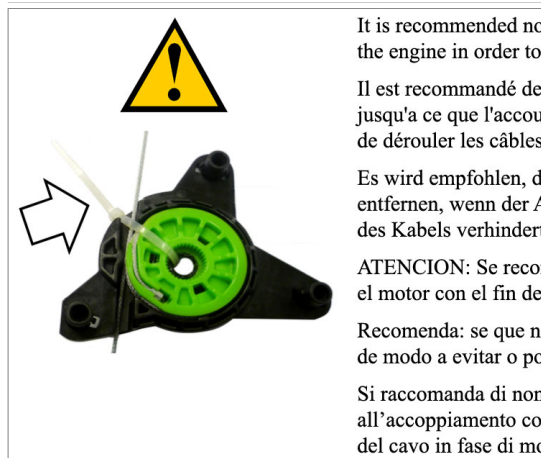 It is recommended
the engine in order to
Il est recommandé de
jusqu'a ce que l'accou
de dérouler les câbles
Es wird empfohlen, d
entfernen, wenn der A
des Kabels verhindert
ATENCION: Se reco
el motor con el fin de
Recomenda: se que n
de modo a evitar o po
Si raccomanda di non
all’accoppiamento co
del cavo in fase di mo